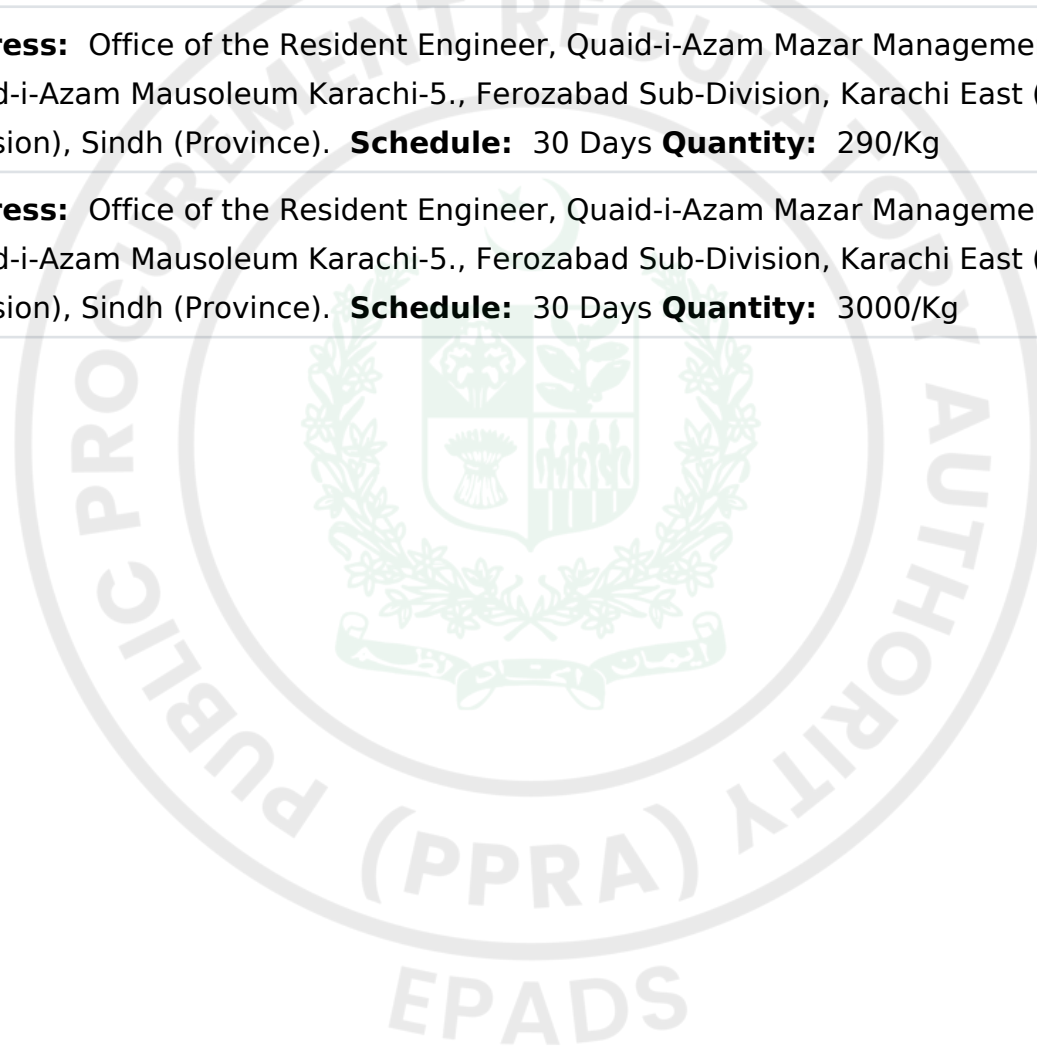 ress: Office of the Resident Engineer, Quaid-i-Azam Mazar Manageme
d-i-Azam Mausoleum Karachi-5., Ferozabad Sub-Division, Karachi East (
sion), Sindh (Province). Schedule: 30 Days Quantity: 290/Kg
ress: Office of the Resident Engineer, Quaid-i-Azam Mazar Manageme
d-i-Azam Mausoleum Karachi-5., Ferozabad Sub-Division, Karachi East (
sion), Sindh (Province). Schedule: 30 Days Quantity: 3000/Kg
PUBLIC PROCUREMENT REGULATORY AUTHORITY
(PPRA)
ایمان اتحاد نظم
EPADS